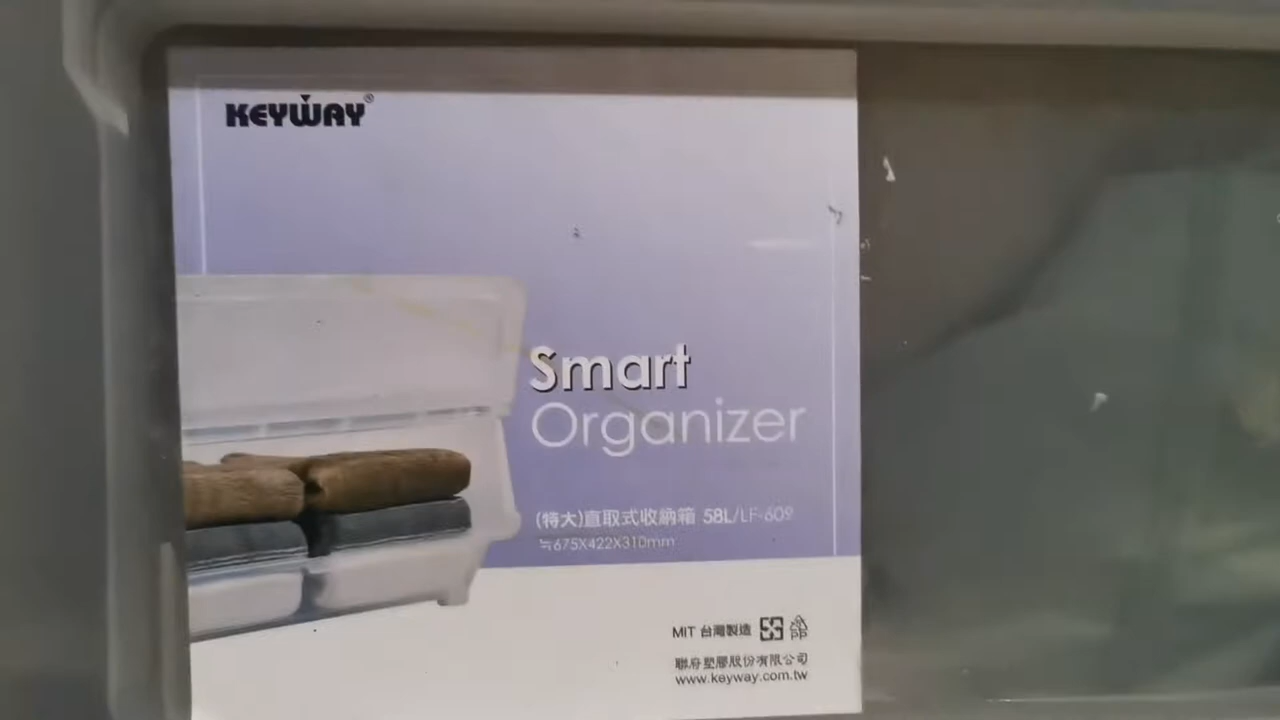 KEYWAY®
Smart
Organizer
(特大)直取式收納箱 58L/LF-609
≒675X422X310mm
MIT 台灣製造
PP
聯府塑膠股份有限公司
www.keyway.com.tw